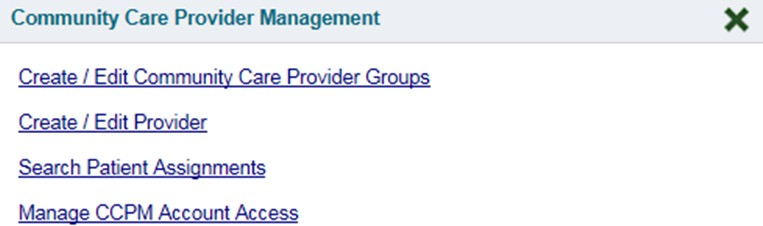 Community Care Provider Management
Create / Edit Community Care Provider Groups
Create / Edit Provider
Search Patient Assignments
Manage CCPM Account Access